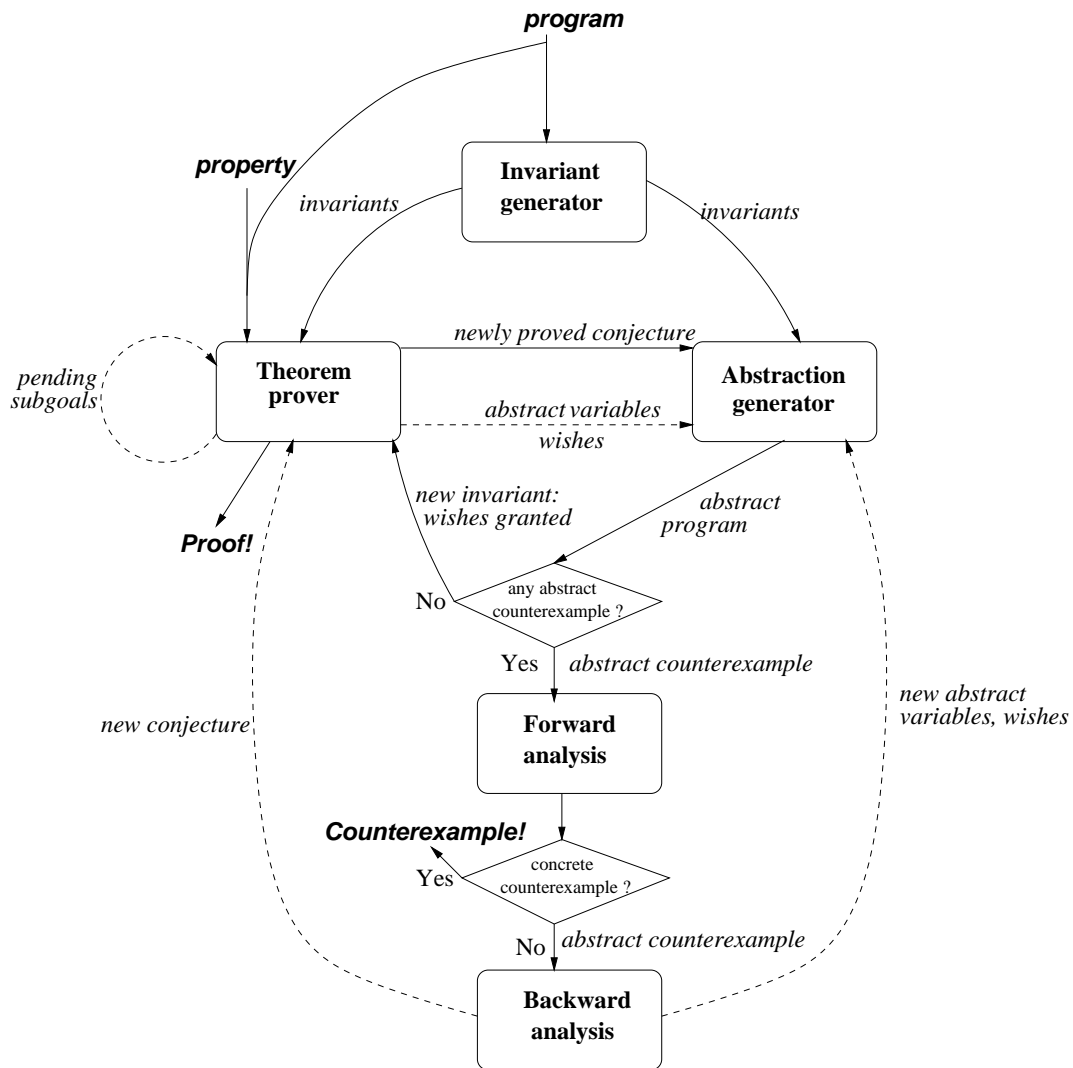 program
property
Invariant
generator
invariants
invariants
newly proved conjecture
pending
subgoals
Theorem
prover
Abstraction
generator
abstract variables
wishes
new invariant:
wishes granted
abstract
program
Proof!
any abstract
counterexample ?
No
Yes
abstract counterexample
new conjecture
new abstract
variables, wishes
Forward
analysis
Counterexample!
concrete
counterexample ?
Yes
No
abstract counterexample
Backward
analysis